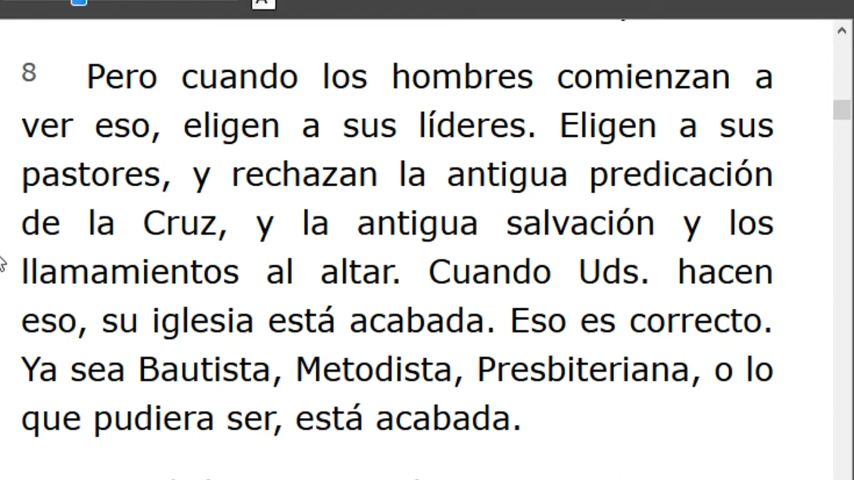 8 Pero cuando los hombres comienzan a
ver eso, eligen a sus líderes. Eligen a sus
pastores, y rechazan la antigua predicación
de la Cruz, y la antigua salvación y los
llamamientos al altar. Cuando Uds. hacen
eso, su iglesia está acabada. Eso es correcto.
Ya sea Bautista, Metodista, Presbiteriana, o lo
que pudiera ser, está acabada.